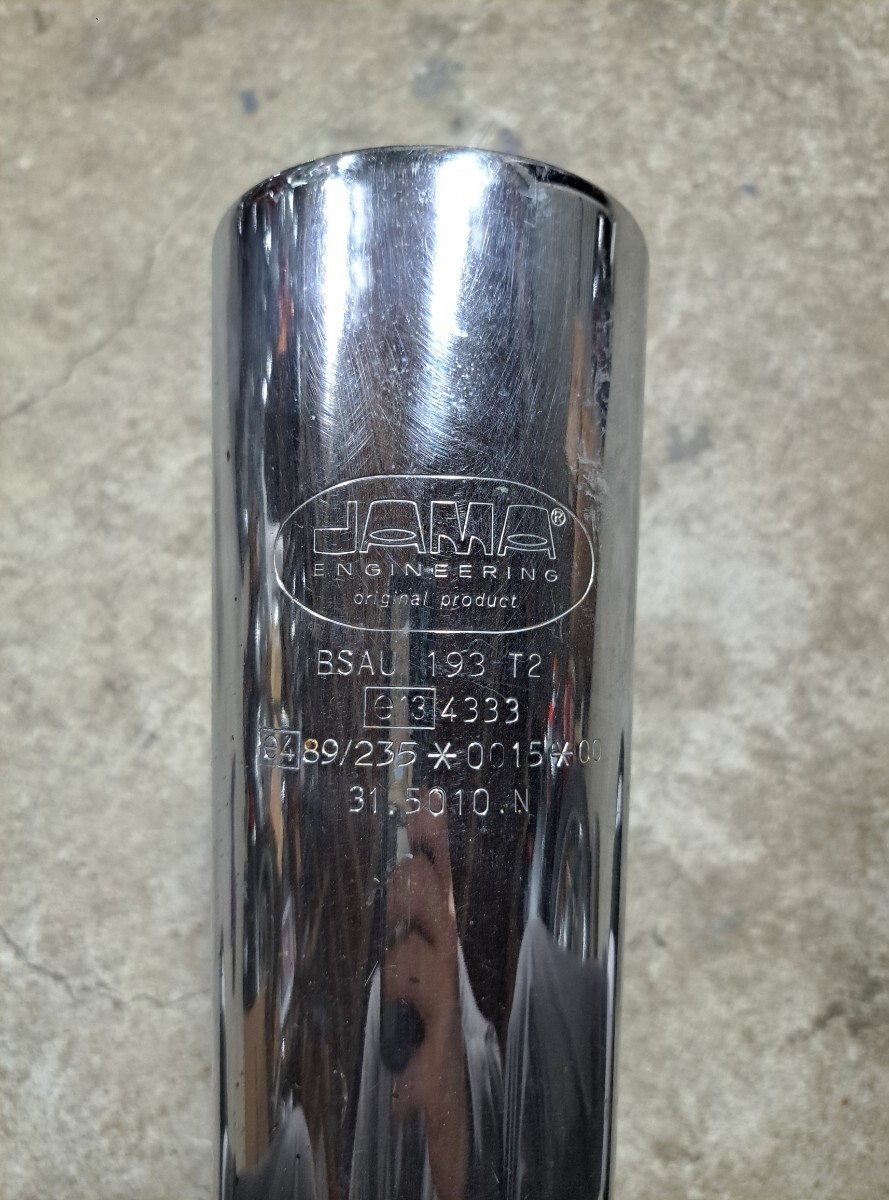 JAMA®
ENGINEERING
original product
BSAU 193 T2
e13 4333
e4 89/235*0015*00
31.5010.N